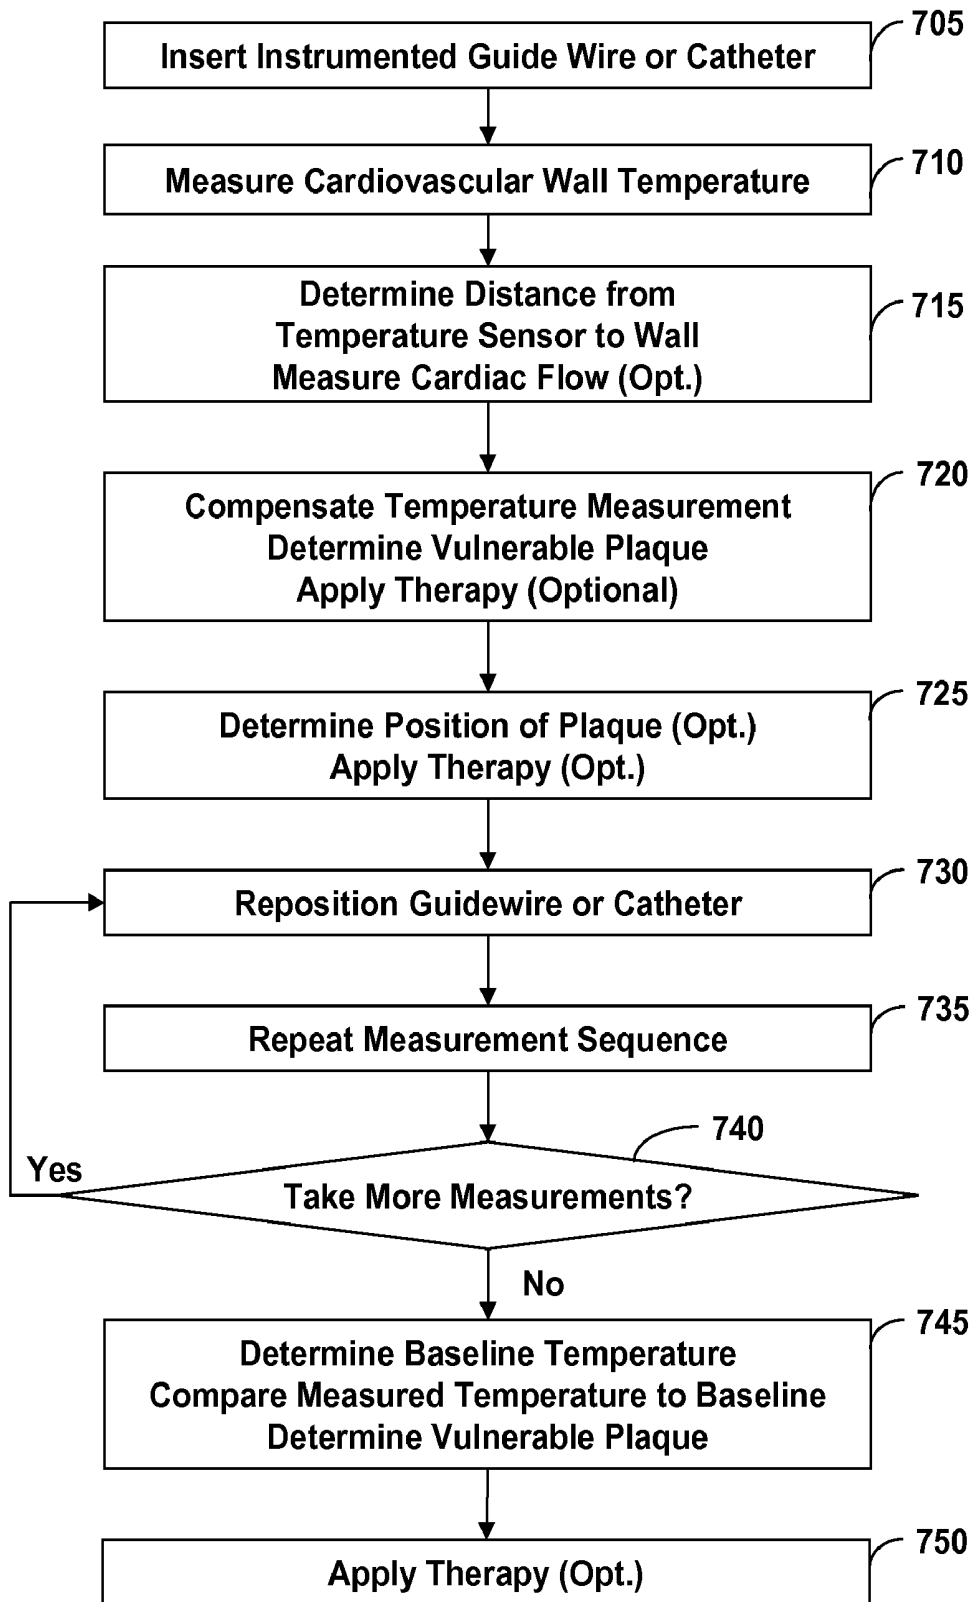 705
Insert Instrumented Guide Wire or Catheter
710
Measure Cardiovascular Wall Temperature
715
Determine Distance from
Temperature Sensor to Wall
Measure Cardiac Flow (Opt.)
720
Compensate Temperature Measurement
Determine Vulnerable Plaque
Apply Therapy (Optional)
725
Determine Position of Plaque (Opt.)
Apply Therapy (Opt.)
730
Reposition Guidewire or Catheter
735
Repeat Measurement Sequence
740
Yes
Take More Measurements?
No
745
Determine Baseline Temperature
Compare Measured Temperature to Baseline
Determine Vulnerable Plaque
750
Apply Therapy (Opt.)